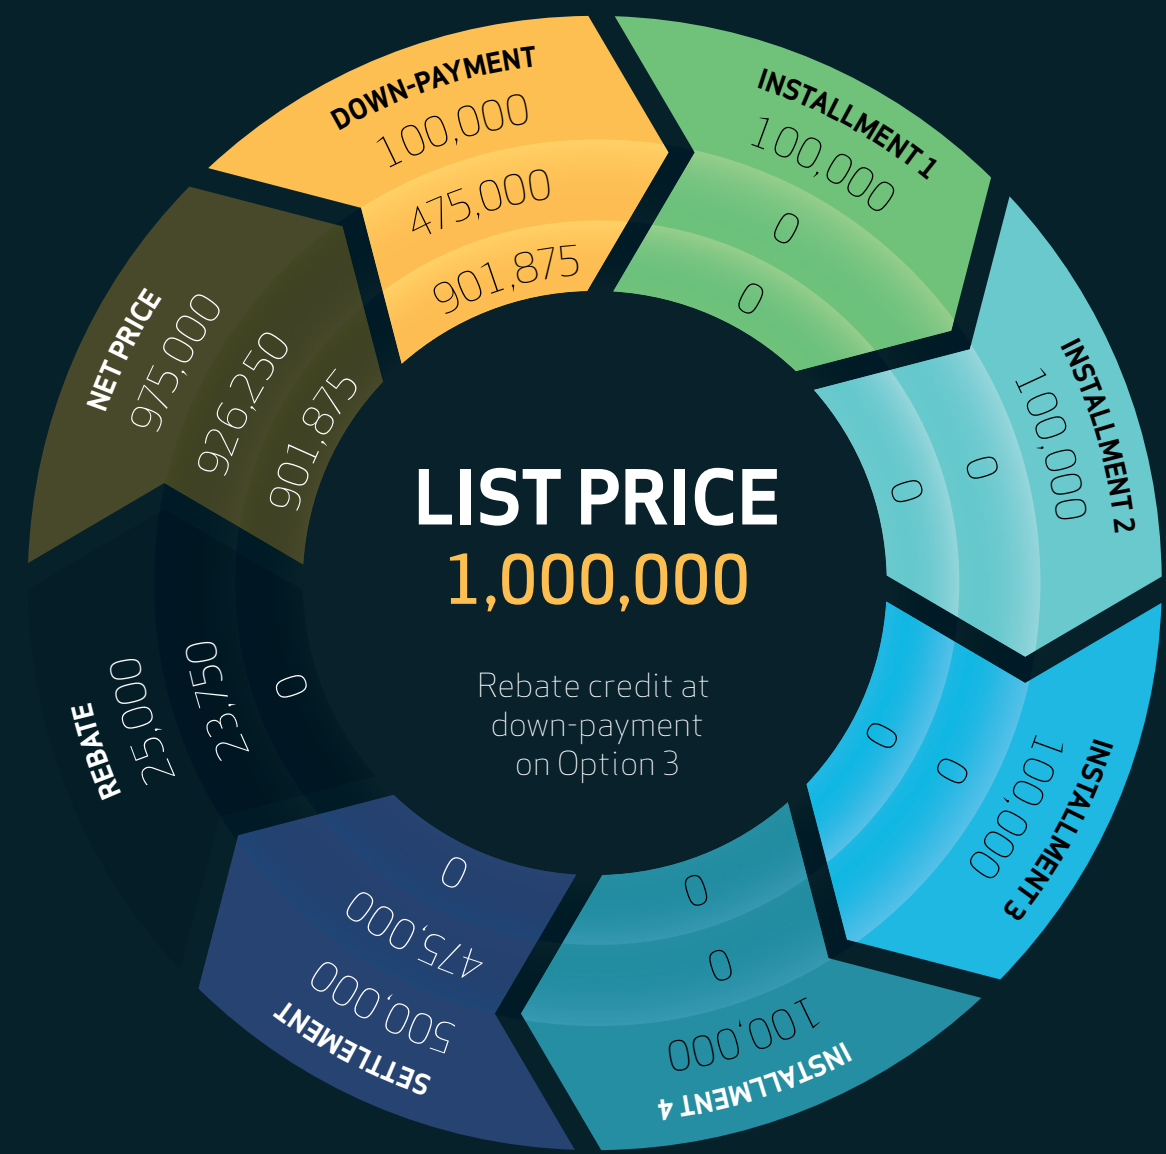 DOWN-PAYMENT
100,000
475,000
901,875
INSTALLMENT 1
100,000
0
0
INSTALLMENT 2
100,000
0
0
INSTALLMENT 3
100,000
0
0
INSTALLMENT 4
100,000
0
0
SETTLEMENT
500,000
475,000
0
REBATE
25,000
23,750
0
NET PRICE
975,000
926,250
901,875
LIST PRICE
1,000,000
Rebate credit at
down-payment
on Option 3